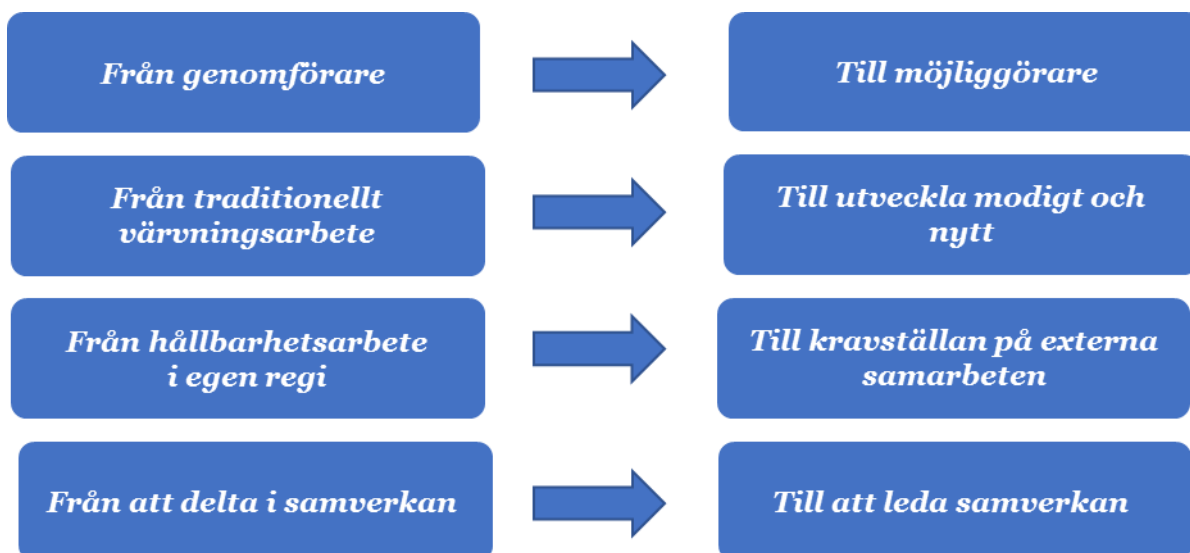 Från genomförare
Till möjliggörare
Från traditionellt
värvningsarbete
Till utveckla modigt och
nytt
Från hållbarhetsarbete
i egen regi
Till kravställan på externa
samarbeten
Från att delta i samverkan
Till att leda samverkan